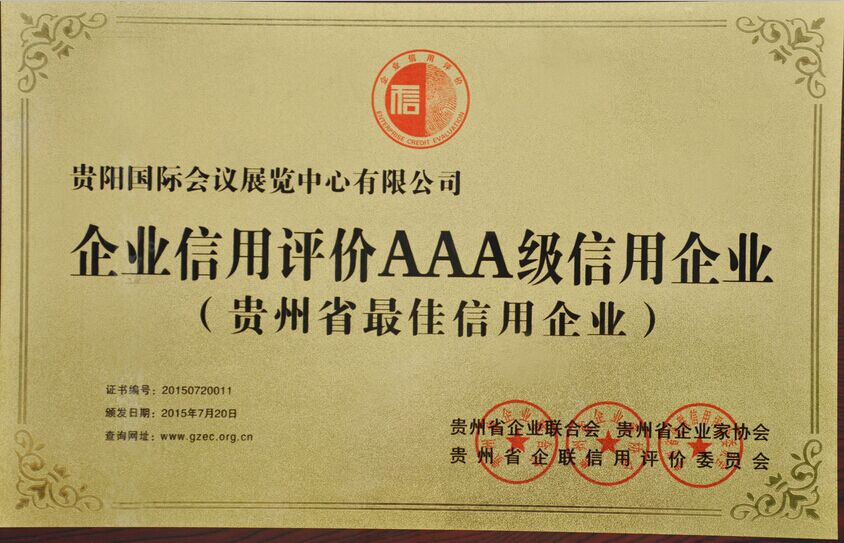 企业信用评价
信
ENTERPRISE CREDIT EVALUATION
贵阳国际会议展览中心有限公司
企业信用评价AAA级信用企业
（贵州省最佳信用企业）
证书编号：20150720011
颁发日期：2015年7月20日
查询网址：www.gzec.org.cn
贵州省企业联合会 贵州省企业家协会
贵州省企联信用评价委员会